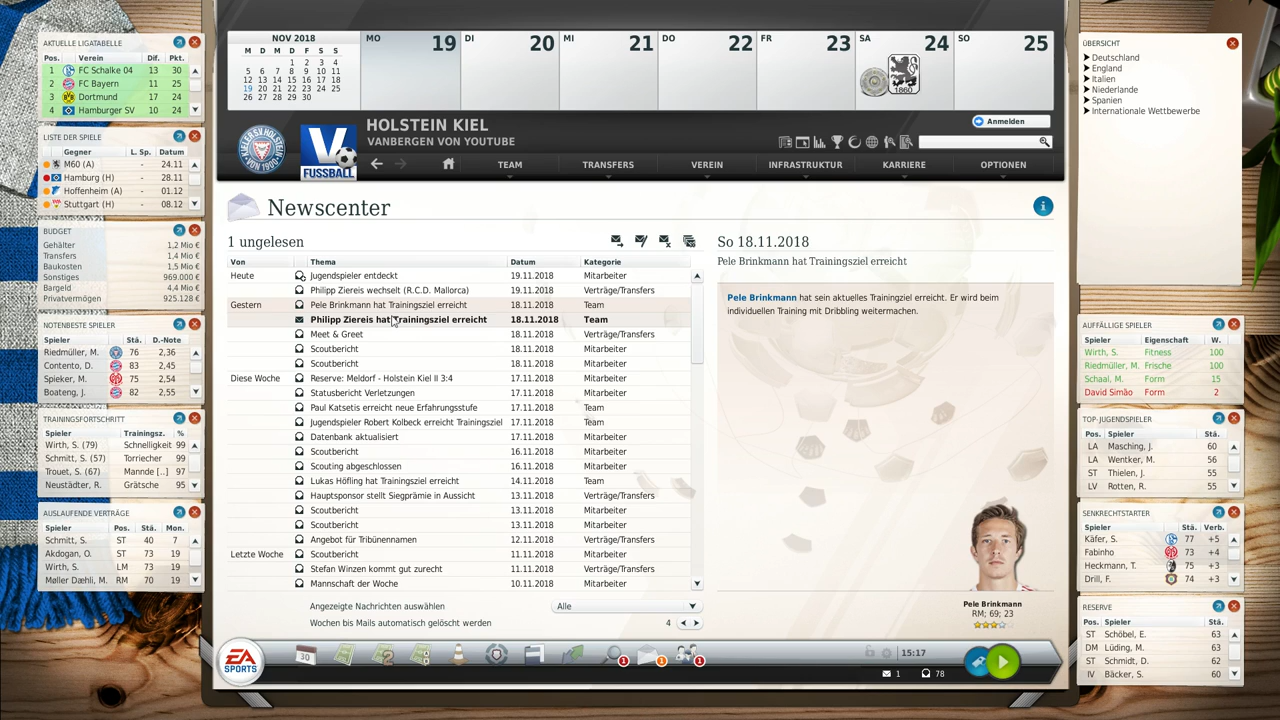 AKTUELLE LIGATABELLE
Pos. Verein Dif. Pkt.
1 FC Schalke 04 13 30
2 FC Bayern 11 25
3 Dortmund 17 24
4 Hamburger SV 10 24
LISTE DER SPIELE
Gegner L. Sp. Datum
M60 (A) - 24.11
Hamburg (H) - 28.11
Hoffenheim (A) - 01.12
Stuttgart (H) - 08.12
BUDGET
Gehälter 1,2 Mio €
Transfers 1,4 Mio €
Baukosten 1,5 Mio €
Sonstiges 969.000 €
Bargeld 4,4 Mio €
Privatvermögen 925.128 €
NOTENBESTE SPIELER
Spieler Stä. D.-Note
Riedmüller, M. 76 2,36
Contento, D. 83 2,45
Spieker, M. 75 2,54
Boateng, J. 82 2,55
TRAININGSFORTSCHRITT
Spieler Trainingsz. %
Wirth, S. (79) Schnelligkeit 99
Schmitt, S. (57) Torriecher 99
Trouet, S. (67) Mannde [..] 97
Neustädter, R. Grätsche 95
AUSLAUFENDE VERTRÄGE
Spieler Pos. Stä. Mon.
Schmitt, S. ST 40 7
Akdogan, O. ST 73 19
Wirth, S. LM 73 19
Møller Dæhli, M. RM 70 19
NOV 2018
M D M D F S S
1 2 3 4
5 6 7 8 9 10 11
12 13 14 15 16 17 18
19 20 21 22 23 24 25
26 27 28 29 30
MO 19 DI 20 MI 21 DO 22 FR 23 SA 24 SO 25
1860
HOLSTEIN KIEL
VANBERGEN VON YOUTUBE
Anmelden
V
FUSSBALL
TEAM TRANSFERS VEREIN INFRASTRUKTUR KARRIERE OPTIONEN
Newscenter
1 ungelesen
Von Thema Datum Kategorie
Heute Jugendspieler entdeckt 19.11.2018 Mitarbeiter
Philipp Ziereis wechselt (R.C.D. Mallorca) 19.11.2018 Verträge/Transfers
Gestern Pele Brinkmann hat Trainingsziel erreicht 18.11.2018 Team
Philipp Ziereis hat Trainingsziel erreicht 18.11.2018 Team
Meet & Greet 18.11.2018 Verträge/Transfers
Scoutbericht 18.11.2018 Mitarbeiter
Scoutbericht 18.11.2018 Mitarbeiter
Diese Woche Reserve: Meldorf - Holstein Kiel II 3:4 17.11.2018 Mitarbeiter
Statusbericht Verletzungen 17.11.2018 Mitarbeiter
Paul Katsetis erreicht neue Erfahrungsstufe 17.11.2018 Team
Jugendspieler Robert Kolbeck erreicht Trainingsziel 17.11.2018 Team
Datenbank aktualisiert 17.11.2018 Mitarbeiter
Scoutbericht 16.11.2018 Mitarbeiter
Scouting abgeschlossen 16.11.2018 Mitarbeiter
Lukas Höfling hat Trainingsziel erreicht 14.11.2018 Team
Hauptsponsor stellt Siegprämie in Aussicht 13.11.2018 Verträge/Transfers
Scoutbericht 13.11.2018 Mitarbeiter
Scoutbericht 13.11.2018 Mitarbeiter
Angebot für Tribünennamen 12.11.2018 Verträge/Transfers
Letzte Woche Scoutbericht 11.11.2018 Mitarbeiter
Stefan Winzen kommt gut zurecht 11.11.2018 Verträge/Transfers
Mannschaft der Woche 10.11.2018 Mitarbeiter
Angezeigte Nachrichten auswählen Alle
Wochen bis Mails automatisch gelöscht werden 4
So 18.11.2018
Pele Brinkmann hat Trainingsziel erreicht
Pele Brinkmann hat sein aktuelles Trainingziel erreicht. Er wird beim
individuellen Training mit Dribbling weitermachen.
Pele Brinkmann
RM; 69; 23
EA
SPORTS
30
1 1 1
15:17
1 78
ÜBERSICHT
Deutschland
England
Italien
Niederlande
Spanien
Internationale Wettbewerbe
AUFFÄLLIGE SPIELER
Spieler Eigenschaft W.
Wirth, S. Fitness 100
Riedmüller, M. Frische 100
Schaal, M. Form 15
David Simão Form 2
TOP-JUGENDSPIELER
Pos. Spieler Stä.
LA Masching, J. 60
LA Wentker, M. 56
ST Thielen, J. 55
LV Rotten, R. 55
SENKRECHTSTARTER
Spieler Stä. Verb.
Käfer, S. 77 +5
Fabinho 73 +4
Heckmann, T. 75 +3
Drill, F. 74 +3
RESERVE
Pos. Spieler Stä.
ST Schöbel, E. 63
DM Lüding, M. 63
ST Schmidt, D. 62
IV Bäcker, S. 60